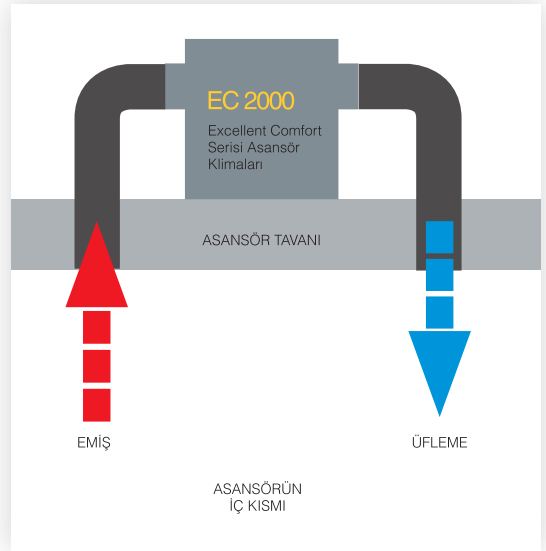 EC 2000
Excellent Comfort
Serisi Asansör
Klimaları
ASANSÖR TAVANI
EMİŞ
ÜFLEME
ASANSÖRÜN
İÇ KISMI